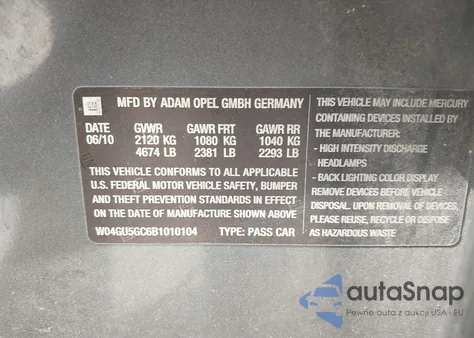 GM
MFD BY ADAM OPEL GMBH GERMANY
DATE GVWR GAWR FRT GAWR RR
06/10 2120 KG 1080 KG 1040 KG
4674 LB 2381 LB 2293 LB
THIS VEHICLE CONFORMS TO ALL APPLICABLE
U.S. FEDERAL MOTOR VEHICLE SAFETY, BUMPER
AND THEFT PREVENTION STANDARDS IN EFFECT
ON THE DATE OF MANUFACTURE SHOWN ABOVE
W04GU5GC6B1010104 TYPE: PASS CAR
THIS VEHICLE MAY INCLUDE MERCURY
CONTAINING DEVICES INSTALLED BY
THE MANUFACTURER:
- HIGH INTENSITY DISCHARGE
HEADLAMPS
- BACK LIGHTING COLOR DISPLAY
REMOVE DEVICES BEFORE VEHICLE
DISPOSAL. UPON REMOVAL OF DEVICES
PLEASE REUSE, RECYCLE OR DISPOSE
AS HAZARDOUS WASTE
autoSnap
Pewne auta z aukcji USA i EU